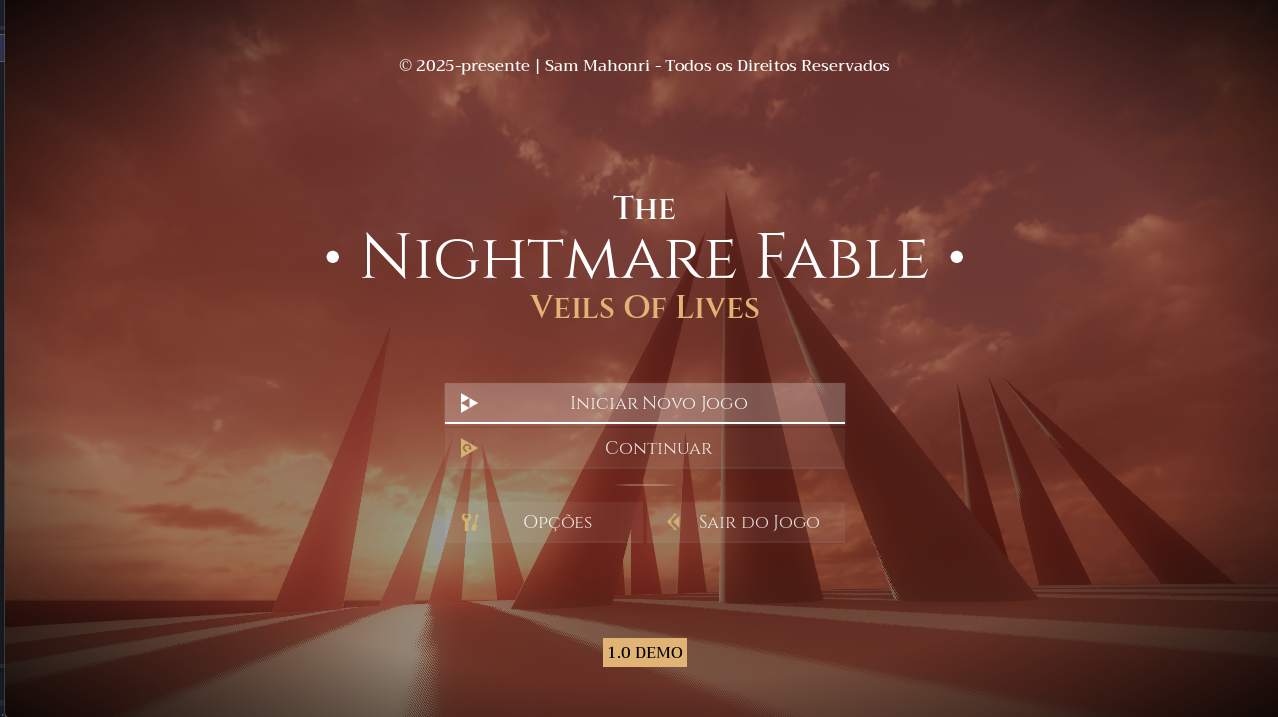 © 2025-presente | Sam Mahonri - Todos os Direitos Reservados
The
• Nightmare Fable •
Veils Of Lives
Iniciar Novo Jogo
Continuar
Opções
Sair do Jogo
1.0 DEMO